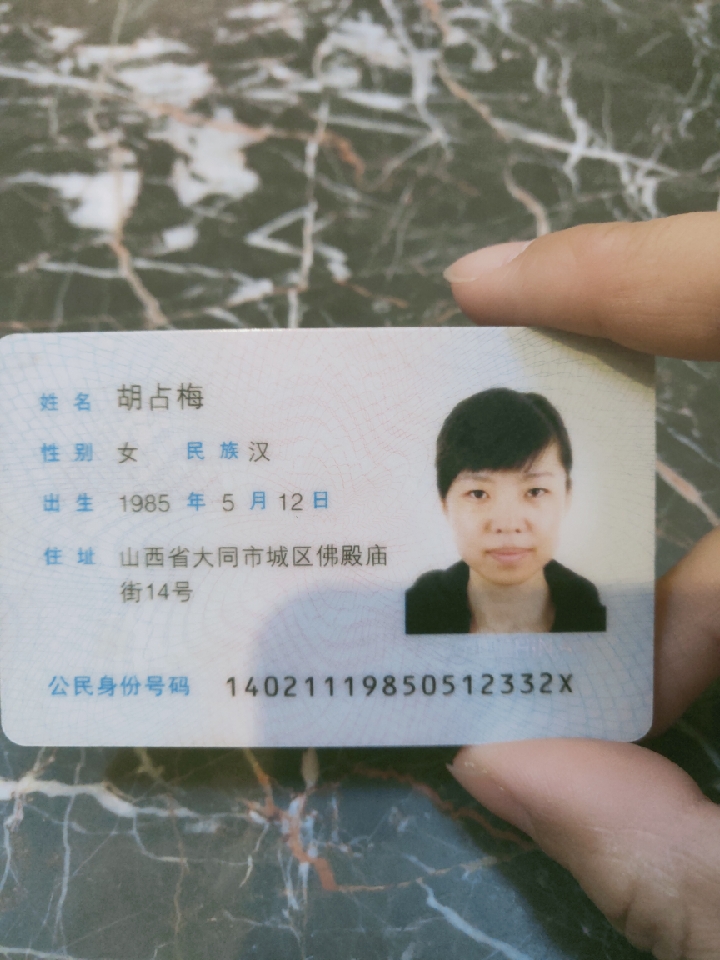 姓名 胡占梅
性别 女 民族 汉
出生 1985 年 5 月 12 日
住址 山西省大同市城区佛殿庙
街14号
公民身份号码 14021119850512332X